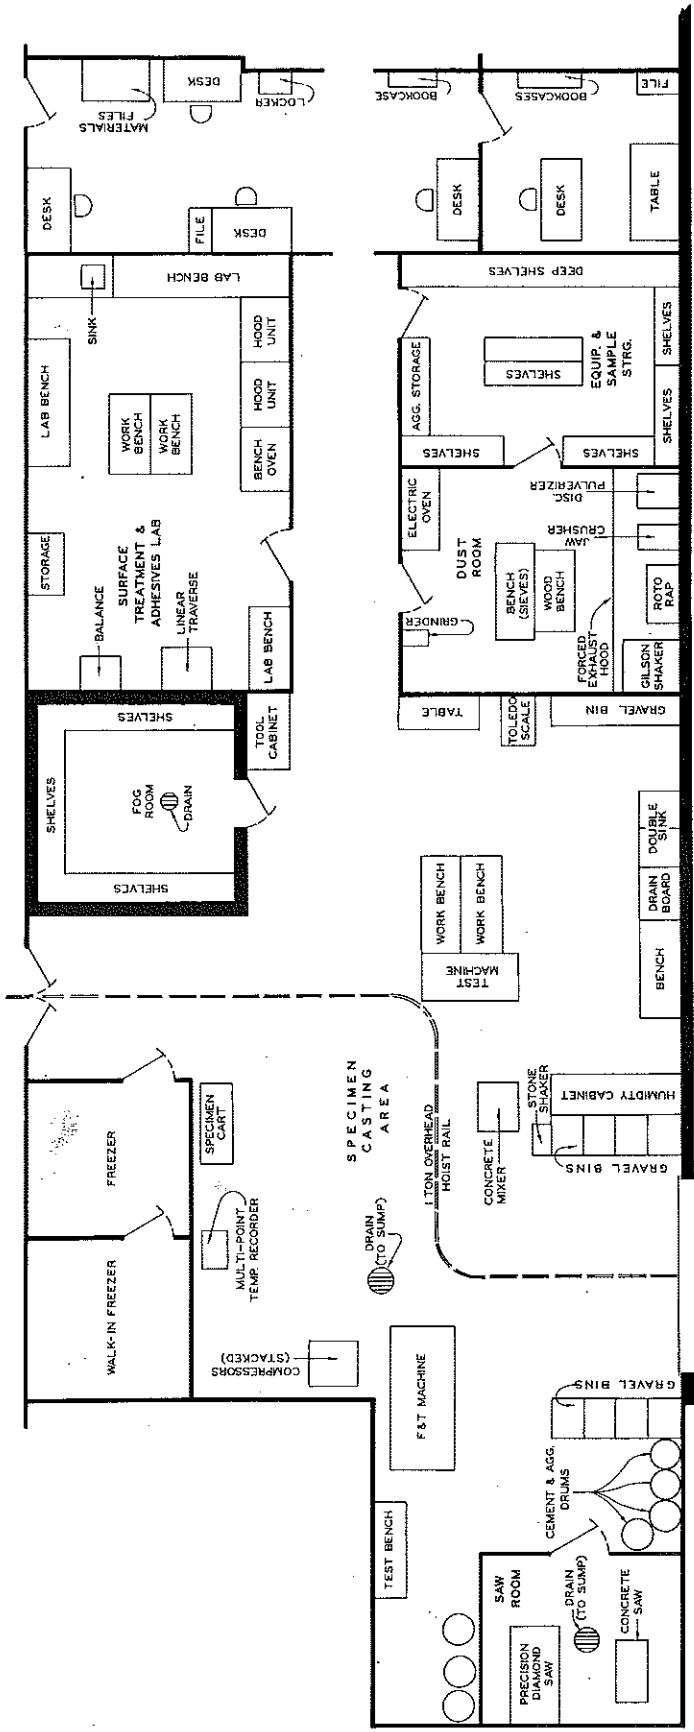 MATERIALS
FILES
DESK
LOCKER
BOOKCASE
BOOKCASES
FILE
DESK
FILE
DESK
DESK
DESK
TABLE
SINK
LAB BENCH
DEEP SHELVES
LAB BENCH
WORK
BENCH
WORK
BENCH
HOOD
UNIT
HOOD
UNIT
BENCH
OVEN
AGG. STORAGE
SHELVES
EQUIP. &
SAMPLE
STRG.
SHELVES
SHELVES
SHELVES
SHELVES
STORAGE
SURFACE
TREATMENT &
ADHESIVES LAB
BALANCE
LINEAR
TRAVERSE
LAB BENCH
ELECTRIC
OVEN
DUST
ROOM
GRINDER
BENCH
(SIEVES)
WOOD
BENCH
DISC.
PULVERIZER
JAW
CRUSHER
ROTO
RAP
FORCED
EXHAUST
HOOD
GILSON
SHAKER
SHELVES
SHELVES
FOG
ROOM
DRAIN
SHELVES
TOOL
CABINET
TABLE
TOLEDO
SCALE
GRAVEL BIN
DOUBLE
SINK
DRAIN
BOARD
BENCH
WORK BENCH
WORK BENCH
TEST
MACHINE
FREEZER
SPECIMEN
CART
SPECIMEN
CASTING
AREA
1 TON OVERHEAD
HOIST RAIL
CONCRETE
MIXER
STONE
SHAKER
HUMIDTY CABINET
GRAVEL BINS
WALK-IN FREEZER
MULTI-POINT
TEMP. RECORDER
DRAIN
(TO SUMP)
COMPRESSORS
(STACKED)
F&T MACHINE
GRAVEL BINS
CEMENT & AGG.
DRUMS
TEST BENCH
SAW
ROOM
DRAIN
(TO SUMP)
PRECISION
DIAMOND
SAW
CONCRETE
SAW